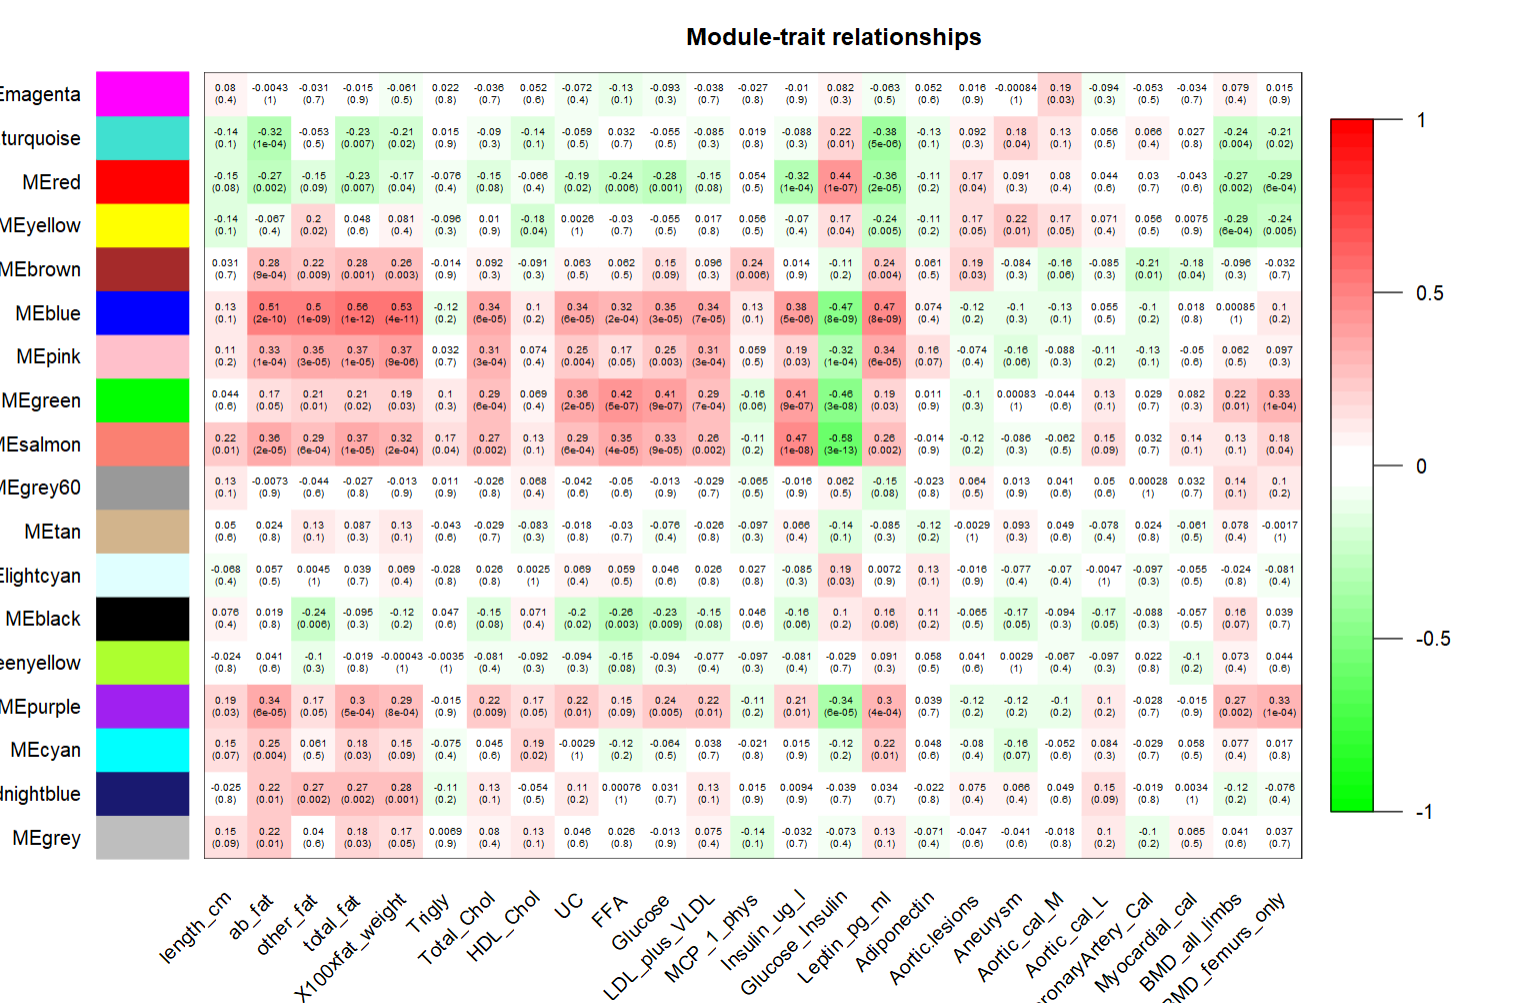 Module-trait relationships
Emagenta 0.08 -0.0043 -0.031 -0.015 -0.061 0.022 -0.036 0.052 -0.072 -0.13 -0.093 -0.038 -0.027 -0.01 0.082 -0.063 0.052 0.016 -0.00084 0.19 -0.094 -0.053 -0.034 0.079 0.015
(0.4) (1) (0.7) (0.9) (0.5) (0.8) (0.7) (0.6) (0.4) (0.1) (0.3) (0.7) (0.8) (0.9) (0.3) (0.5) (0.6) (0.9) (1) (0.03) (0.3) (0.5) (0.7) (0.4) (0.9)
turquoise -0.14 -0.32 -0.053 -0.23 -0.21 0.015 -0.09 -0.14 -0.059 0.032 -0.055 -0.085 0.019 -0.088 0.22 -0.38 -0.13 0.092 0.18 0.13 0.056 0.066 0.027 -0.24 -0.21
(0.1) (1e-04) (0.5) (0.007) (0.02) (0.9) (0.3) (0.1) (0.5) (0.7) (0.5) (0.3) (0.8) (0.3) (0.01) (5e-06) (0.1) (0.3) (0.04) (0.1) (0.5) (0.4) (0.8) (0.004) (0.02)
MEred -0.15 -0.27 -0.15 -0.23 -0.17 -0.076 -0.15 -0.066 -0.19 -0.24 -0.28 -0.15 0.054 -0.32 0.44 -0.36 -0.11 0.17 0.091 0.08 0.044 0.03 -0.043 -0.27 -0.29
(0.08) (0.002) (0.09) (0.007) (0.04) (0.4) (0.08) (0.4) (0.02) (0.006) (0.001) (0.08) (0.5) (1e-04) (1e-07) (2e-05) (0.2) (0.04) (0.3) (0.4) (0.6) (0.7) (0.6) (0.002) (6e-04)
MEyellow -0.14 -0.067 0.2 0.048 0.081 -0.096 0.01 -0.18 0.0026 -0.03 -0.055 0.017 0.056 -0.07 0.17 -0.24 -0.11 0.17 0.22 0.17 0.071 0.056 0.0075 -0.29 -0.24
(0.1) (0.4) (0.02) (0.6) (0.4) (0.3) (0.9) (0.04) (1) (0.7) (0.5) (0.8) (0.5) (0.4) (0.04) (0.005) (0.2) (0.05) (0.01) (0.05) (0.4) (0.5) (0.9) (6e-04) (0.005)
MEbrown 0.031 0.28 0.22 0.28 0.26 -0.014 0.092 -0.091 0.063 0.062 0.15 0.096 0.24 0.014 -0.11 0.24 0.061 0.19 -0.084 -0.16 -0.085 -0.21 -0.18 -0.096 -0.032
(0.7) (9e-04) (0.009) (0.001) (0.003) (0.9) (0.3) (0.3) (0.5) (0.5) (0.09) (0.3) (0.006) (0.9) (0.2) (0.004) (0.5) (0.03) (0.3) (0.06) (0.3) (0.01) (0.04) (0.3) (0.7)
MEblue 0.13 0.51 0.5 0.56 0.53 -0.12 0.34 0.1 0.34 0.32 0.35 0.34 0.13 0.38 -0.47 0.47 0.074 -0.12 -0.1 -0.13 0.055 -0.1 0.018 0.00085 0.1
(0.1) (2e-10) (1e-09) (1e-12) (4e-11) (0.2) (6e-05) (0.2) (6e-05) (2e-04) (3e-05) (7e-05) (0.1) (5e-06) (8e-09) (8e-09) (0.4) (0.2) (0.3) (0.1) (0.5) (0.2) (0.8) (1) (0.2)
MEpink 0.11 0.33 0.35 0.37 0.37 0.032 0.31 0.074 0.25 0.17 0.25 0.31 0.059 0.19 -0.32 0.34 0.16 -0.074 -0.16 -0.088 -0.11 -0.13 -0.05 0.062 0.097
(0.2) (1e-04) (3e-05) (1e-05) (9e-06) (0.7) (3e-04) (0.4) (0.004) (0.05) (0.003) (3e-04) (0.5) (0.03) (1e-04) (6e-05) (0.07) (0.4) (0.06) (0.3) (0.2) (0.1) (0.6) (0.5) (0.3)
MEgreen 0.044 0.17 0.21 0.21 0.19 0.1 0.29 0.069 0.36 0.42 0.41 0.29 -0.16 0.41 -0.46 0.19 0.011 -0.1 0.00083 -0.044 0.13 0.029 0.082 0.22 0.33
(0.6) (0.05) (0.01) (0.02) (0.03) (0.3) (6e-04) (0.4) (2e-05) (5e-07) (9e-07) (7e-04) (0.06) (9e-07) (3e-08) (0.03) (0.9) (0.3) (1) (0.6) (0.1) (0.7) (0.3) (0.01) (1e-04)
MEsalmon 0.22 0.36 0.29 0.37 0.32 0.17 0.27 0.13 0.29 0.35 0.33 0.26 -0.11 0.47 -0.58 0.26 -0.014 -0.12 -0.086 -0.062 0.15 0.032 0.14 0.13 0.18
(0.01) (2e-05) (6e-04) (1e-05) (2e-04) (0.04) (0.002) (0.1) (6e-04) (4e-05) (9e-05) (0.002) (0.2) (1e-08) (3e-13) (0.002) (0.9) (0.2) (0.3) (0.5) (0.09) (0.7) (0.1) (0.1) (0.04)
MEgrey60 0.13 -0.0073 -0.044 -0.027 -0.013 0.011 -0.026 0.068 -0.042 -0.05 -0.013 -0.029 -0.065 -0.016 0.062 -0.15 -0.023 0.064 0.013 0.041 0.05 0.00028 0.032 0.14 0.1
(0.1) (0.9) (0.6) (0.8) (0.9) (0.9) (0.8) (0.4) (0.6) (0.6) (0.9) (0.7) (0.5) (0.9) (0.5) (0.08) (0.8) (0.5) (0.9) (0.6) (0.6) (1) (0.7) (0.1) (0.2)
MEtan 0.05 0.024 0.13 0.087 0.13 -0.043 -0.029 -0.083 -0.018 -0.03 -0.076 -0.026 -0.097 0.066 -0.14 -0.085 -0.12 -0.0029 0.093 0.049 -0.078 0.024 -0.061 0.078 -0.0017
(0.6) (0.8) (0.1) (0.3) (0.1) (0.6) (0.7) (0.3) (0.8) (0.7) (0.4) (0.8) (0.3) (0.4) (0.1) (0.3) (0.2) (1) (0.3) (0.6) (0.4) (0.8) (0.5) (0.4) (1)
Elightcyan -0.068 0.057 0.0045 0.039 0.069 -0.028 0.026 0.0025 0.069 0.059 0.046 0.026 0.027 -0.085 0.19 0.0072 0.13 -0.016 -0.077 -0.07 -0.0047 -0.097 -0.055 -0.024 -0.081
(0.4) (0.5) (1) (0.7) (0.4) (0.8) (0.8) (1) (0.4) (0.5) (0.6) (0.8) (0.8) (0.3) (0.03) (0.9) (0.1) (0.9) (0.4) (0.4) (1) (0.3) (0.5) (0.8) (0.4)
MEblack 0.076 0.019 -0.24 -0.095 -0.12 0.047 -0.15 0.071 -0.2 -0.26 -0.23 -0.15 0.046 -0.16 0.1 0.16 0.11 -0.065 -0.17 -0.094 -0.17 -0.088 -0.057 0.16 0.039
(0.4) (0.8) (0.006) (0.3) (0.2) (0.6) (0.08) (0.4) (0.02) (0.003) (0.009) (0.08) (0.6) (0.06) (0.2) (0.06) (0.2) (0.5) (0.05) (0.3) (0.05) (0.3) (0.5) (0.07) (0.7)
eenyellow -0.024 0.041 -0.1 -0.019 -0.00043 -0.0035 -0.081 -0.092 -0.094 -0.15 -0.094 -0.077 -0.097 -0.081 -0.029 0.091 0.058 0.041 0.0029 -0.067 -0.097 0.022 -0.1 0.073 0.044
(0.8) (0.6) (0.3) (0.8) (1) (1) (0.4) (0.3) (0.3) (0.08) (0.3) (0.4) (0.3) (0.4) (0.7) (0.3) (0.5) (0.6) (1) (0.4) (0.3) (0.8) (0.2) (0.4) (0.6)
MEpurple 0.19 0.34 0.17 0.3 0.29 -0.015 0.22 0.17 0.22 0.15 0.24 0.22 -0.11 0.21 -0.34 0.3 0.039 -0.12 -0.12 -0.1 0.1 -0.028 -0.015 0.27 0.33
(0.03) (6e-05) (0.05) (5e-04) (8e-04) (0.9) (0.009) (0.05) (0.01) (0.09) (0.005) (0.01) (0.2) (0.01) (6e-05) (4e-04) (0.7) (0.2) (0.2) (0.2) (0.2) (0.7) (0.9) (0.002) (1e-04)
MEcyan 0.15 0.25 0.061 0.18 0.15 -0.075 0.045 0.19 -0.0029 -0.12 -0.064 0.038 -0.021 0.015 -0.12 0.22 0.048 -0.08 -0.16 -0.052 0.084 -0.029 0.058 0.077 0.017
(0.07) (0.004) (0.5) (0.03) (0.09) (0.4) (0.6) (0.02) (1) (0.2) (0.5) (0.7) (0.8) (0.9) (0.2) (0.01) (0.6) (0.4) (0.07) (0.6) (0.3) (0.7) (0.5) (0.4) (0.8)
dnightblue -0.025 0.22 0.27 0.27 0.28 -0.11 0.13 -0.054 0.11 0.00076 0.031 0.13 0.015 0.0094 -0.039 0.034 -0.022 0.075 0.066 0.049 0.15 -0.019 0.0034 -0.12 -0.076
(0.8) (0.01) (0.002) (0.002) (0.001) (0.2) (0.1) (0.5) (0.2) (1) (0.7) (0.1) (0.9) (0.9) (0.7) (0.7) (0.8) (0.4) (0.4) (0.6) (0.09) (0.8) (1) (0.2) (0.4)
MEgrey 0.15 0.22 0.04 0.18 0.17 0.0069 0.08 0.13 0.046 0.026 -0.013 0.075 -0.14 -0.032 -0.073 0.13 -0.071 -0.047 -0.041 -0.018 0.1 -0.1 0.065 0.041 0.037
(0.09) (0.01) (0.6) (0.03) (0.05) (0.9) (0.4) (0.1) (0.6) (0.8) (0.9) (0.4) (0.1) (0.7) (0.4) (0.1) (0.4) (0.6) (0.6) (0.8) (0.2) (0.2) (0.5) (0.6) (0.7)
length_cm
ab_fat
other_fat
total_fat
X100xfat_weight
Trigly
Total_Chol
HDL_Chol
UC
FFA
Glucose
LDL_plus_VLDL
MCP_1_phys
Insulin_ug_l
Glucose_Insulin
Leptin_pg_ml
Adiponectin
Aortic.lesions
Aneurysm
Aortic_cal_M
Aortic_cal_L
ronaryArtery_Cal
Myocardial_cal
BMD_all_limbs
BMD_femurs_only
1
0.5
0
-0.5
-1